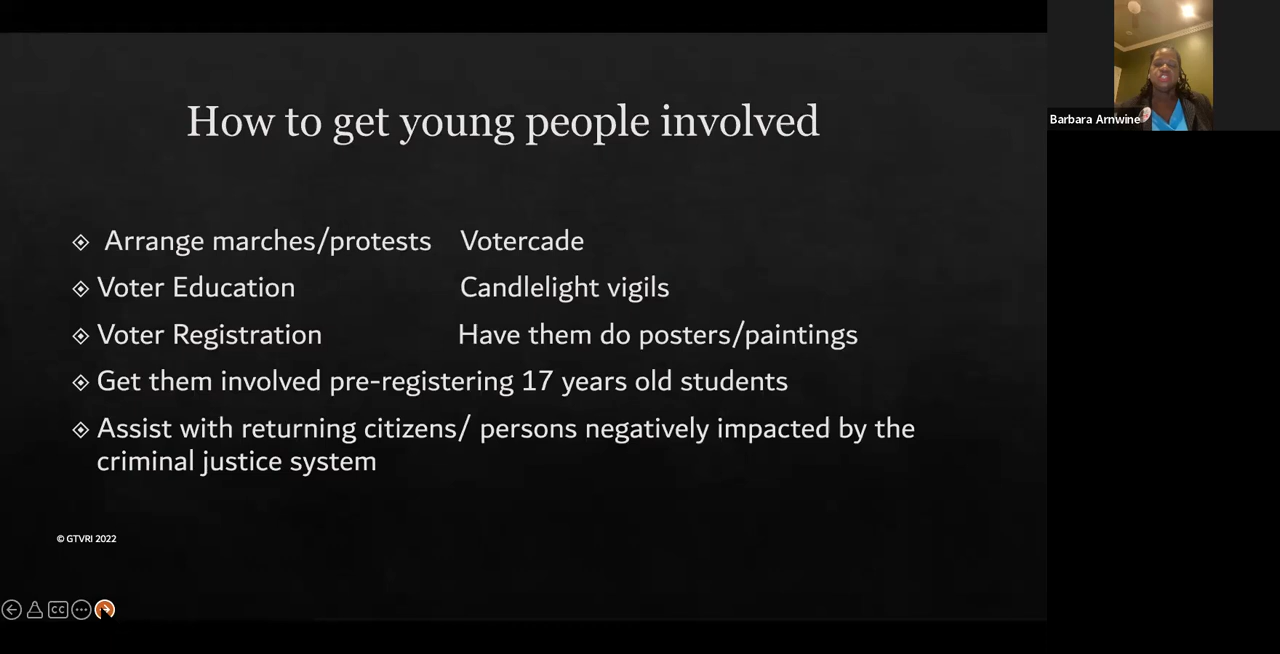 How to get young people involved
Arrange marches/protests Votercade
Voter Education Candlelight vigils
Voter Registration Have them do posters/paintings
Get them involved pre-registering 17 years old students
Assist with returning citizens/ persons negatively impacted by the
criminal justice system
© GTVRI 2022
CC
Barbara Arnwine